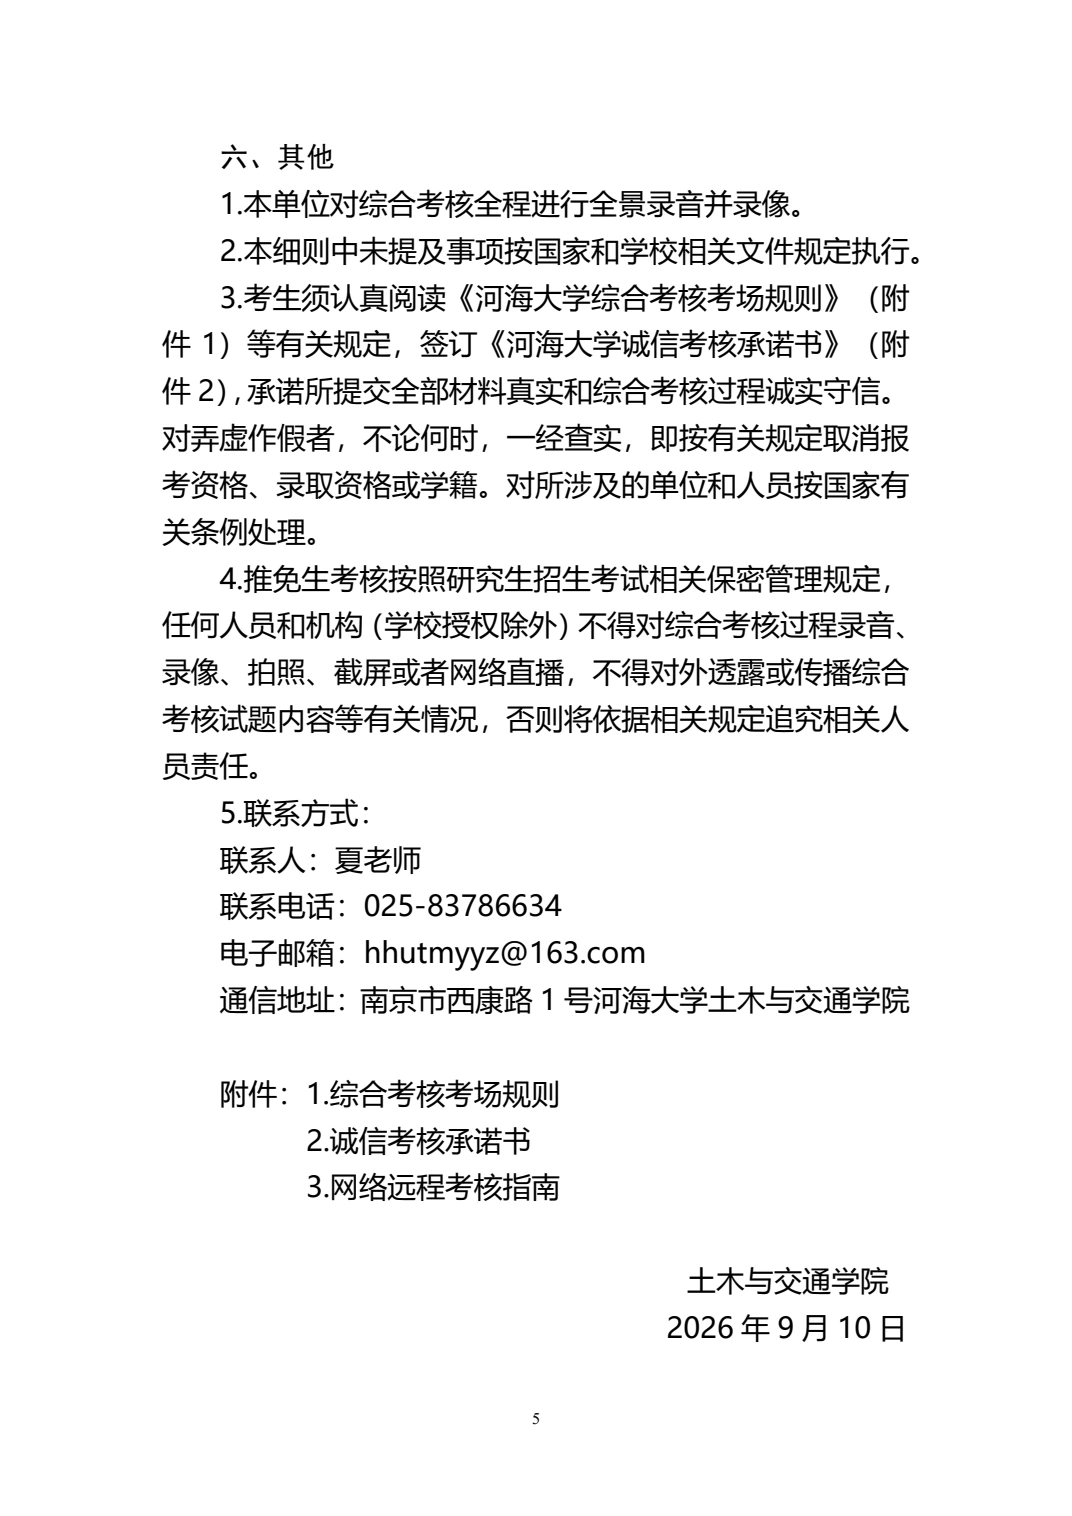 六、其他
1.本单位对综合考核全程进行全景录音并录像。
2.本细则中未提及事项按国家和学校相关文件规定执行。
3.考生须认真阅读《河海大学综合考核考场规则》（附
件 1）等有关规定，签订《河海大学诚信考核承诺书》（附
件 2），承诺所提交全部材料真实和综合考核过程诚实守信。
对弄虚作假者，不论何时，一经查实，即按有关规定取消报
考资格、录取资格或学籍。对所涉及的单位和人员按国家有
关条例处理。
4.推免生考核按照研究生招生考试相关保密管理规定，
任何人员和机构（学校授权除外）不得对综合考核过程录音、
录像、拍照、截屏或者网络直播，不得对外透露或传播综合
考核试题内容等有关情况，否则将依据相关规定追究相关人
员责任。
5.联系方式：
联系人：夏老师
联系电话：025-83786634
电子邮箱：hhutmyyz@163.com
通信地址：南京市西康路 1 号河海大学土木与交通学院
附件：1.综合考核考场规则
2.诚信考核承诺书
3.网络远程考核指南
土木与交通学院
2026 年 9 月 10 日
5